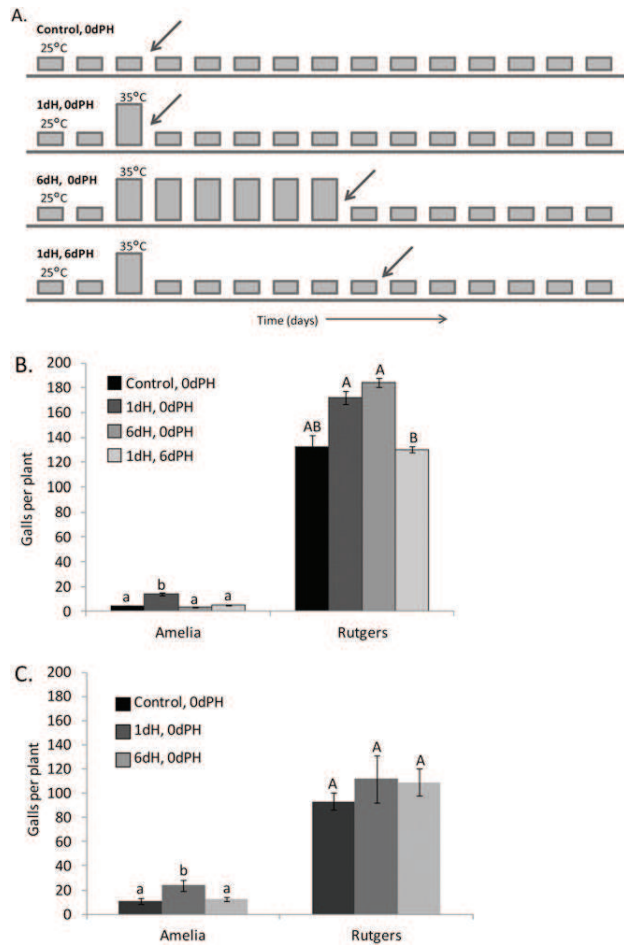 A.
Control, 0dPH
25°C
1dH, 0dPH
35°C
25°C
6dH, 0dPH
35°C
25°C
1dH, 6dPH
35°C
25°C
Time (days)
B.
200
180
160
140
120
100
80
60
40
20
0
Galls per plant
Control, 0dPH
1dH, 0dPH
6dH, 0dPH
1dH, 6dPH
a b a a
AB A A B
Amelia Rutgers
C.
200
180
160
140
120
100
80
60
40
20
0
Galls per plant
Control, 0dPH
1dH, 0dPH
6dH, 0dPH
a b a
A A A
Amelia Rutgers